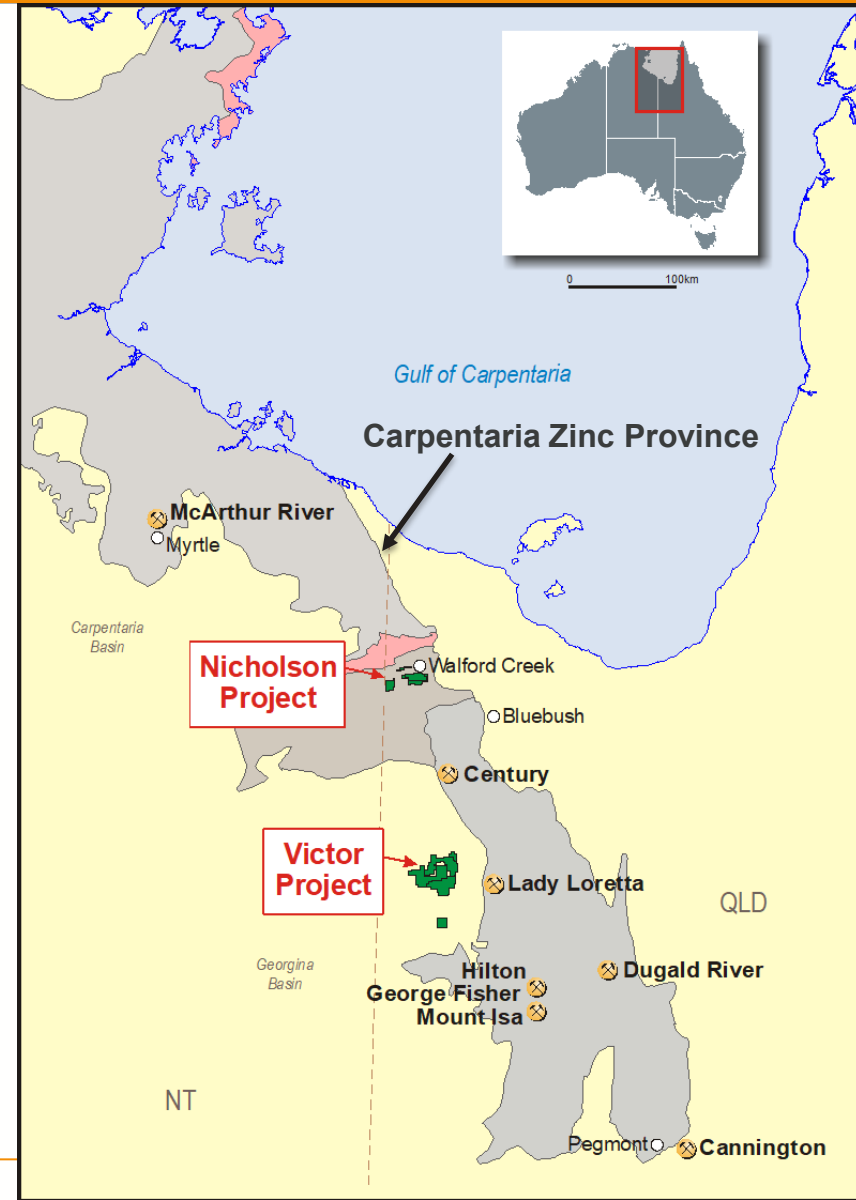 0 100km
Gulf of Carpentaria
Carpentaria Zinc Province
McArthur River
Myrtle
Carpentaria
Basin
Nicholson
Project
Walford Creek
Bluebush
Century
Victor
Project
Lady Loretta
QLD
Georgina
Basin
Hilton
Dugald River
George Fisher
Mount Isa
NT
Pegmont
Cannington